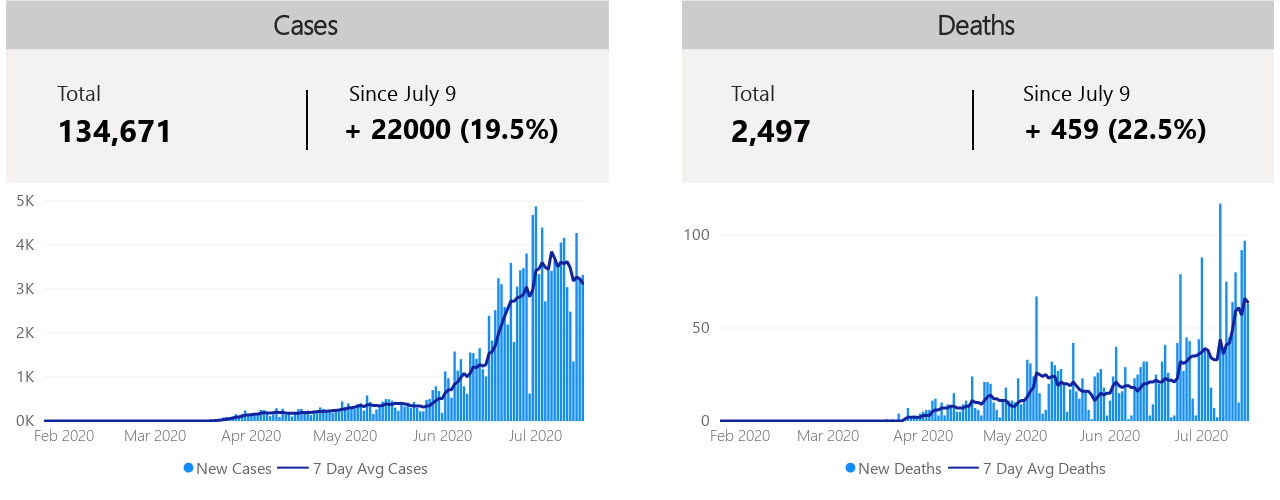 Cases
Total
134,671
Since July 9
+ 22000 (19.5%)
5K
4K
3K
2K
1K
0K
Feb 2020 Mar 2020 Apr 2020 May 2020 Jun 2020 Jul 2020
New Cases 7 Day Avg Cases
Deaths
Total
2,497
Since July 9
+ 459 (22.5%)
100
50
0
Feb 2020 Mar 2020 Apr 2020 May 2020 Jun 2020 Jul 2020
New Deaths 7 Day Avg Deaths